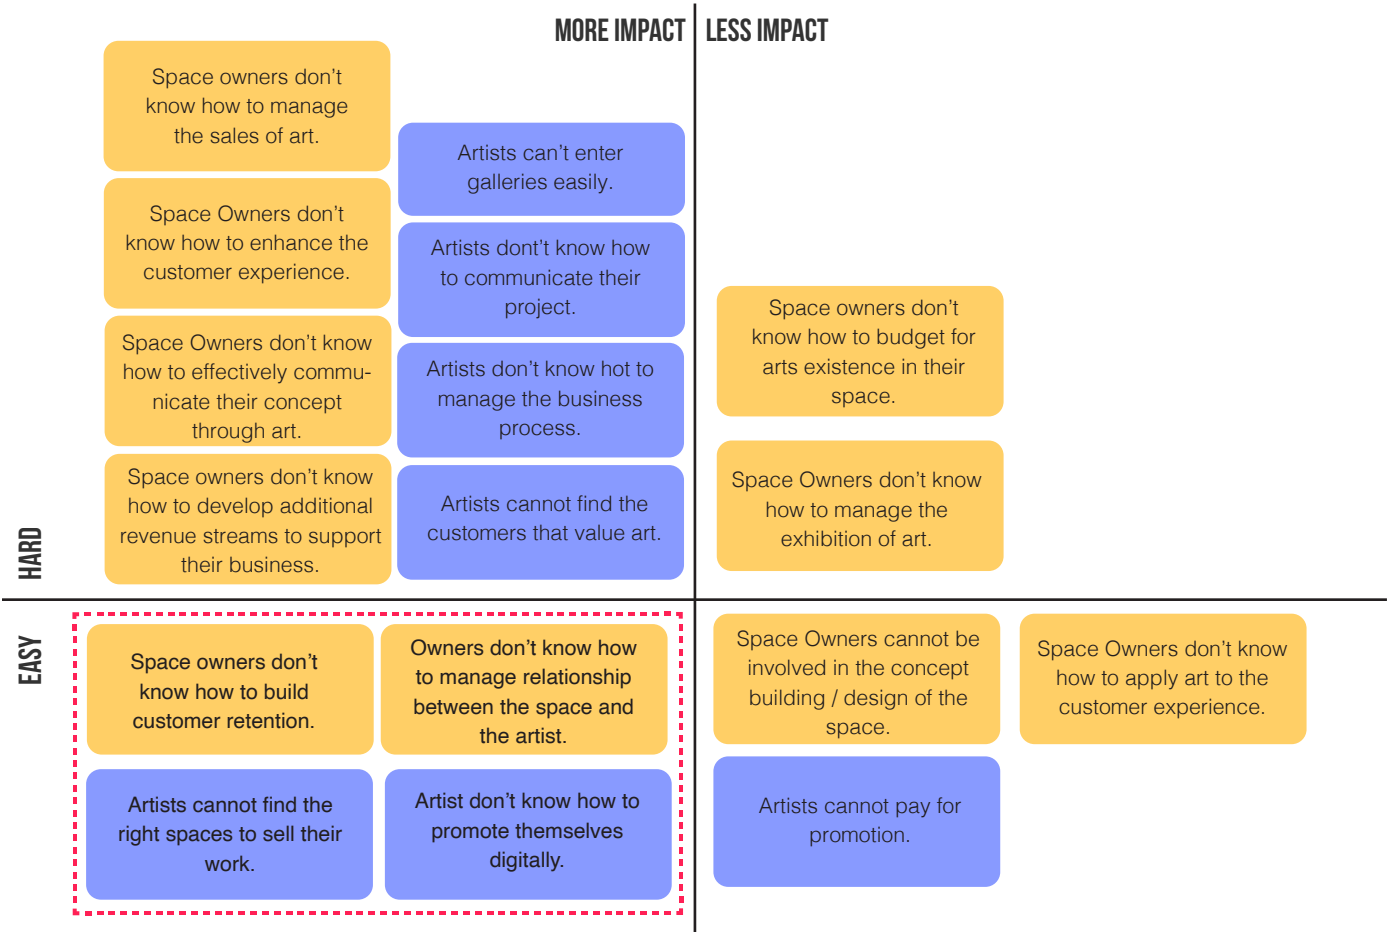 MORE IMPACT
LESS IMPACT
Space owners don't
know how to manage
the sales of art.
Space Owners don't
know how to enhance the
customer experience.
Space Owners don't know
how to effectively commu-
nicate their concept
through art.
Space owners don't know
how to develop additional
revenue streams to support
their business.
Artists can't enter
galleries easily.
Artists dont't know how
to communicate their
project.
Artists don't know hot to
manage the business
process.
Artists cannot find the
customers that value art.
Space owners don't
know how to budget for
arts existence in their
space.
Space Owners don't know
how to manage the
exhibition of art.
HARD
EASY
Space owners don't
know how to build
customer retention.
Owners don't know how
to manage relationship
between the space and
the artist.
Artists cannot find the
right spaces to sell their
work.
Artist don't know how to
promote themselves
digitally.
Space Owners cannot be
involved in the concept
building / design of the
space.
Space Owners don't know
how to apply art to the
customer experience.
Artists cannot pay for
promotion.